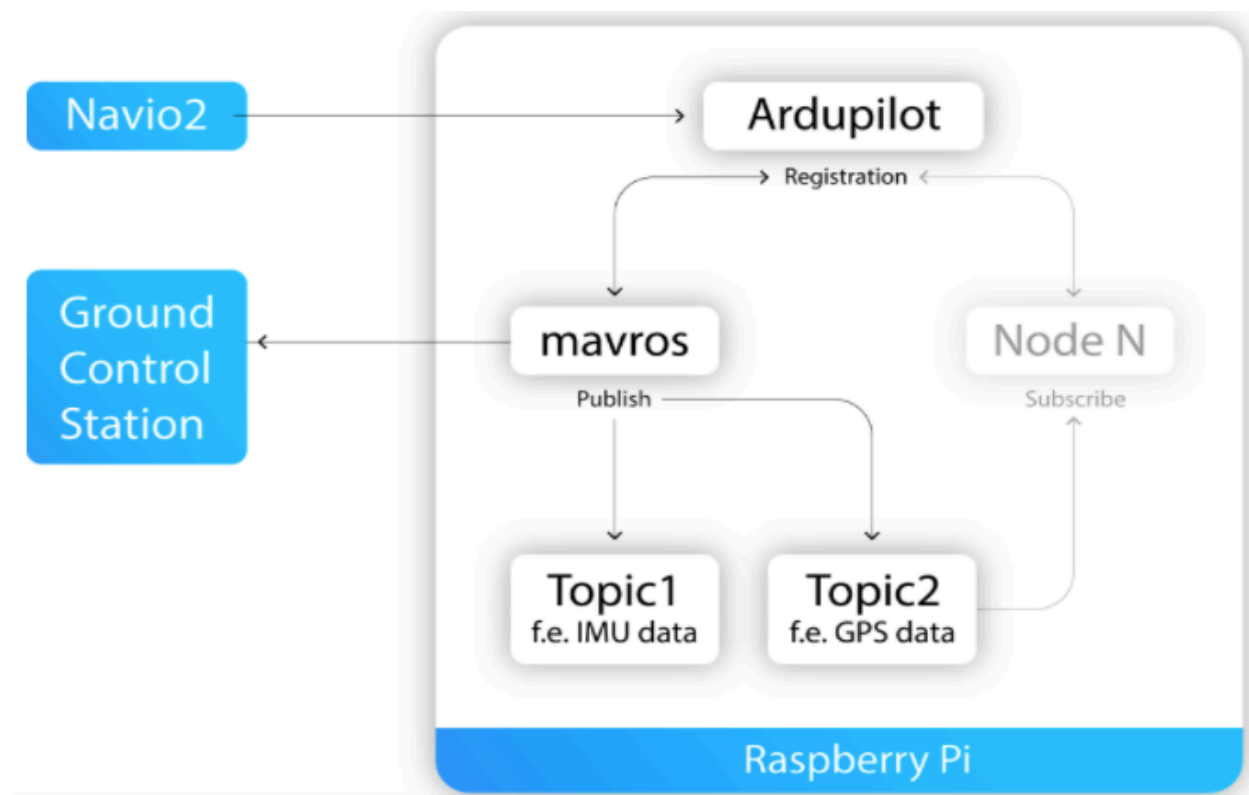 Navio2
Ardupilot
Registration
Ground
Control
Station
mavros
Node N
Publish
Subscribe
Topic1
f.e. IMU data
Topic2
f.e. GPS data
Raspberry Pi